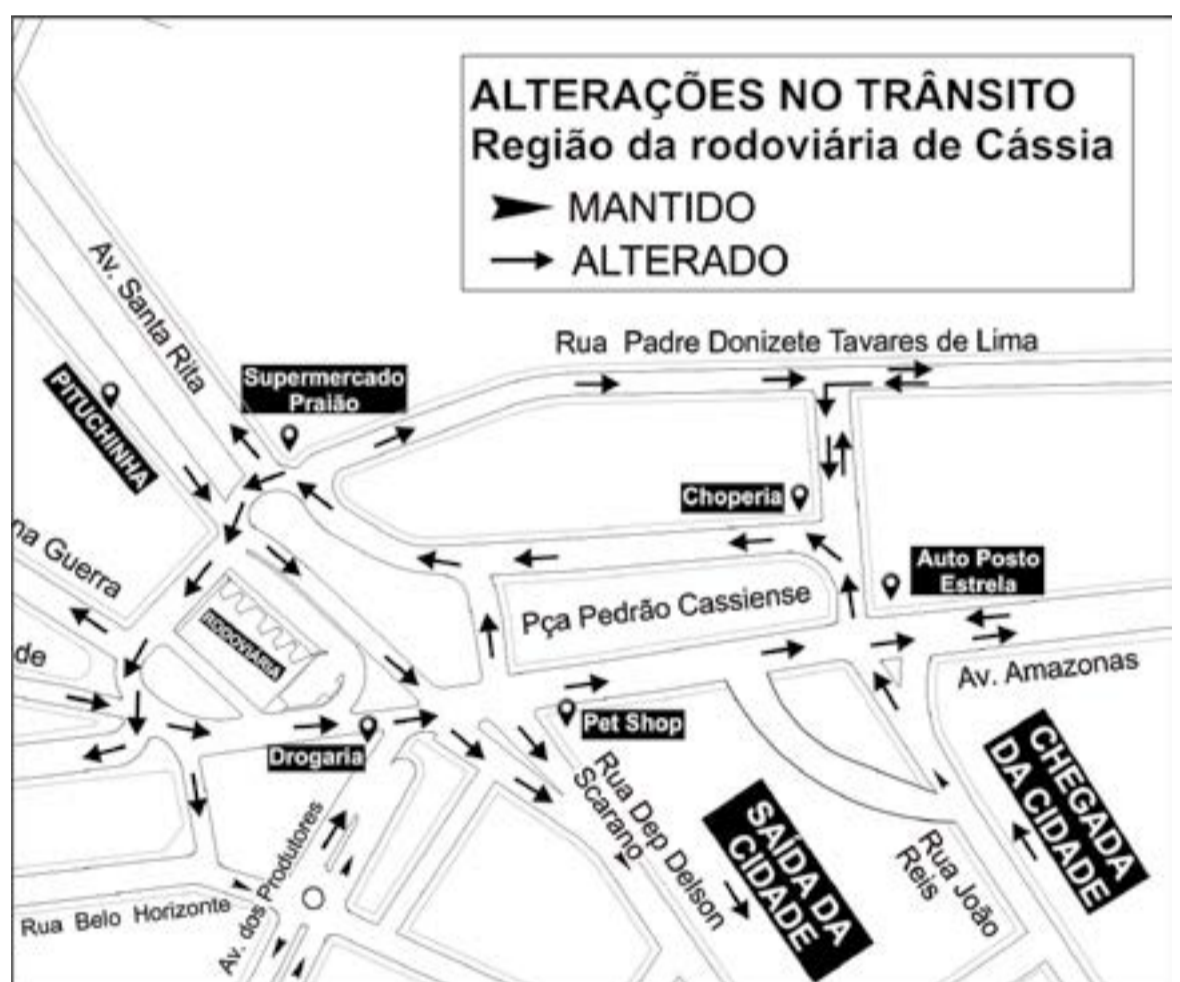 ALTERAÇÕES NO TRÂNSITO
Região da rodoviária de Cássia
MANTIDO
ALTERADO
Av. Santa Rita
Rua Padre Donizete Tavares de Lima
PITUCHINHA
Supermercado
Praião
Choperia
na Guerra
Auto Posto
Estrela
Pça Pedrão Cassiense
RODOVIÁRIA
de
Av. Amazonas
Pet Shop
Drogaria
Rua Dep Delson
Scarano
SAÍDA DA
CIDADE
CHEGADA
DA CIDADE
Rua João
Reis
Av. dos Produtores
Rua Belo Horizonte